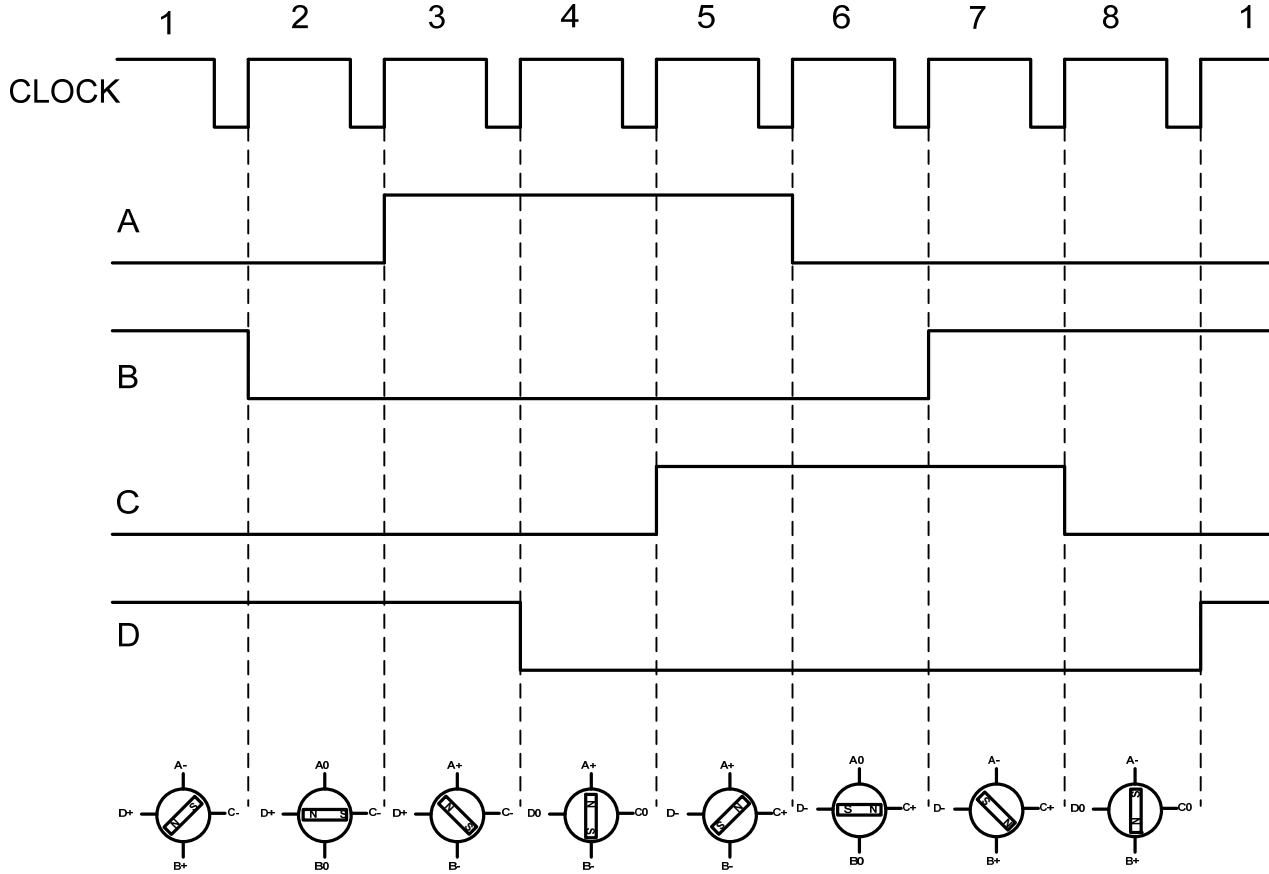 1 2 3 4 5 6 7 8 1
CLOCK
A
B
C
D
A- A0 A+ A+ A+ A0 A- A-
D+ S N C- D+ N S C- D+ N S C- D0 N S C0 D- N S C+ D- S N C+ D- S N C+ D0 S N C0
B+ B0 B- B- B- B0 B+ B+